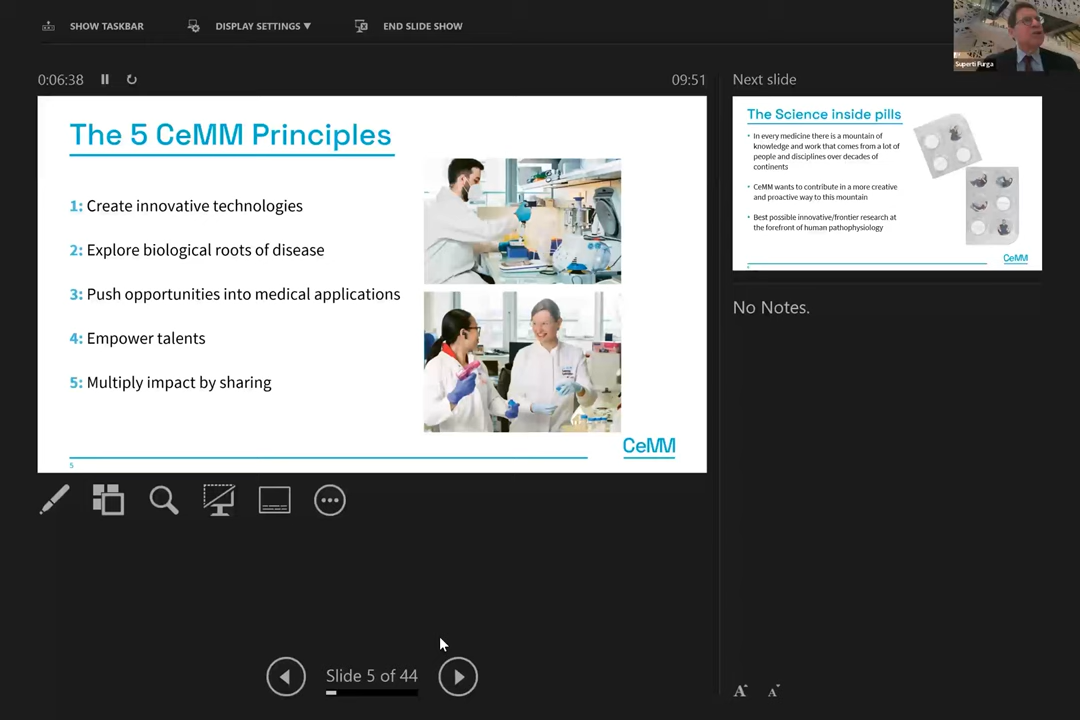 SHOW TASKBAR
DISPLAY SETTINGS ▼
END SLIDE SHOW
Superti Furga
0:06:38
09:51
Next slide
The 5 CeMM Principles
1: Create innovative technologies
2: Explore biological roots of disease
3: Push opportunities into medical applications
4: Empower talents
5: Multiply impact by sharing
CeMM
5
The Science inside pills
• In every medicine there is a mountain of
knowledge and work that comes from a lot of
people and disciplines over decades of
continents
• CeMM wants to contribute in a more creative
and proactive way to this mountain
• Best possible innovative/frontier research at
the forefront of human pathophysiology
CeMM
No Notes.
Slide 5 of 44
A A